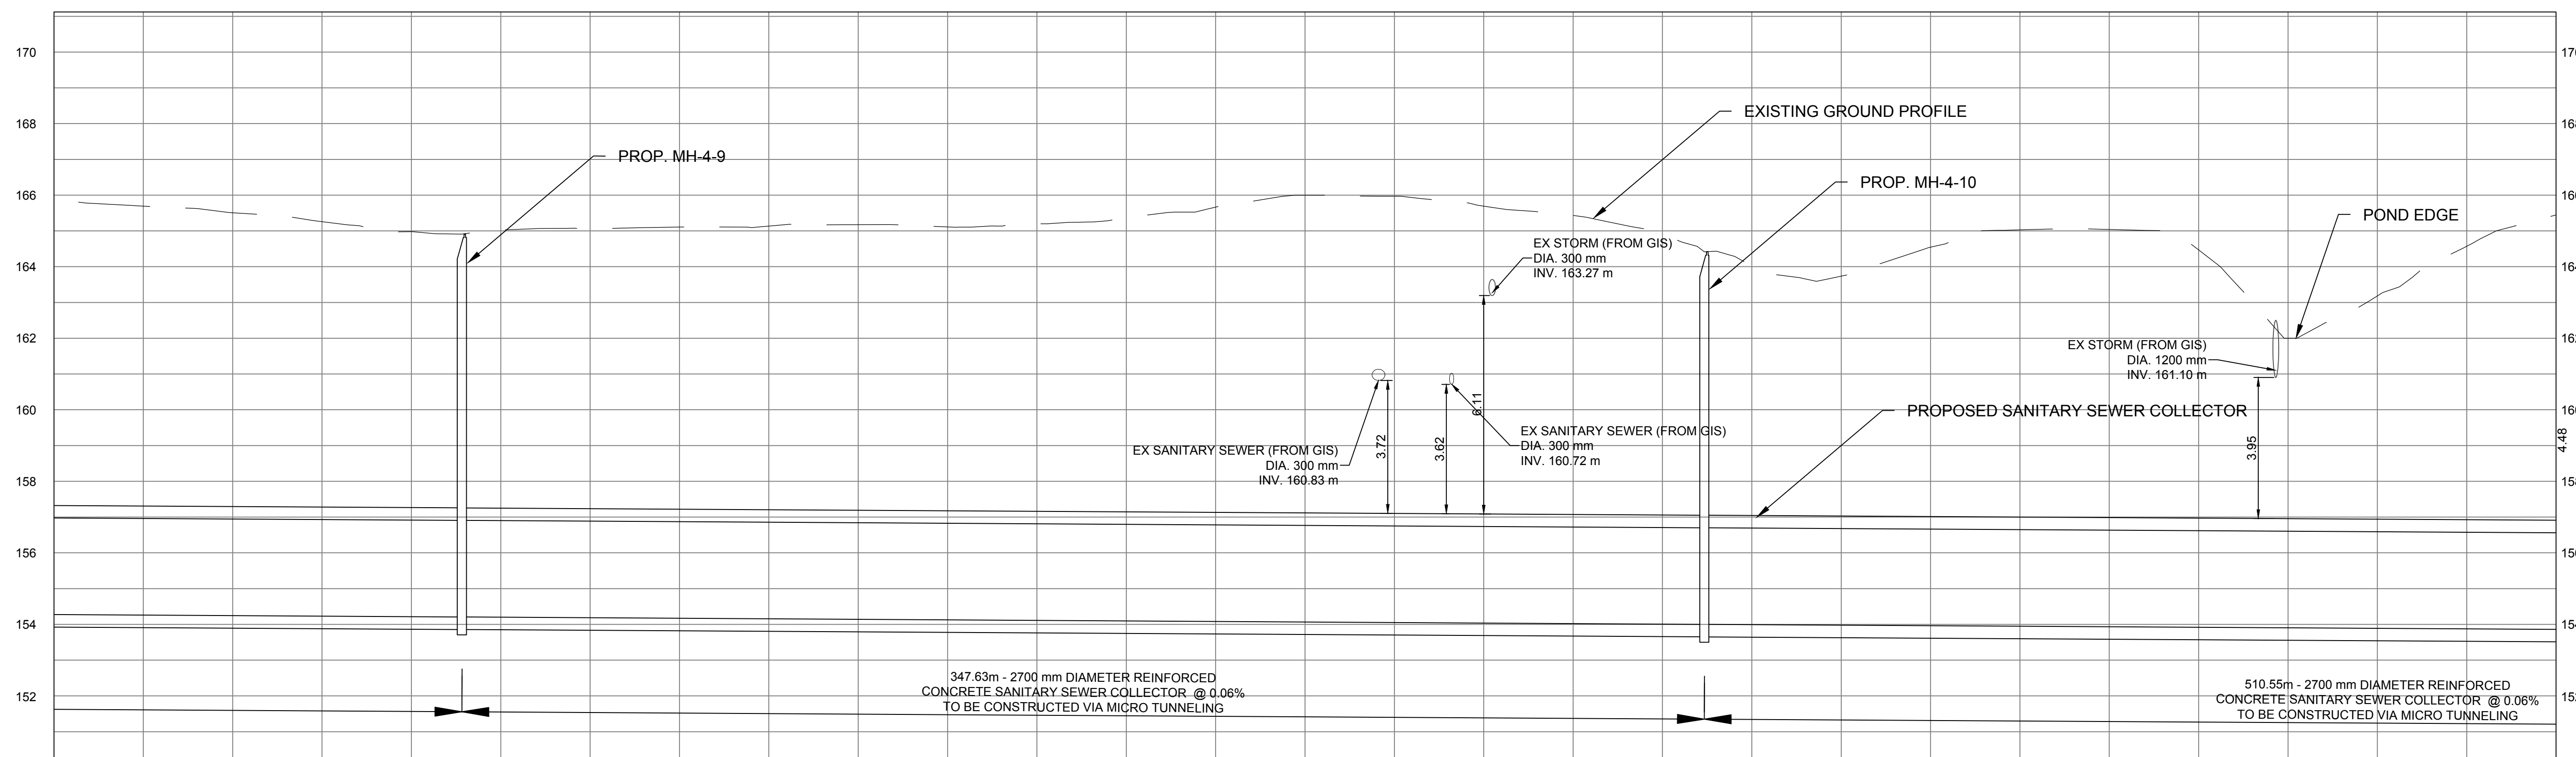 170
168
166
164
162
160
158
156
154
152
PROP. MH-4-9
EXISTING GROUND PROFILE
PROP. MH-4-10
POND EDGE
EX STORM (FROM GIS)
DIA. 300 mm
INV. 163.27 m
EX STORM (FROM GIS)
DIA. 1200 mm
INV. 161.10 m
PROPOSED SANITARY SEWER COLLECTOR
EX SANITARY SEWER (FROM GIS)
DIA. 300 mm
INV. 160.83 m
3.72
3.62
6.11
EX SANITARY SEWER (FROM GIS)
DIA. 300 mm
INV. 160.72 m
3.95
4.48
347.63m - 2700 mm DIAMETER REINFORCED
CONCRETE SANITARY SEWER COLLECTOR @ 0.06%
TO BE CONSTRUCTED VIA MICRO TUNNELING
510.55m - 2700 mm DIAMETER REINFORCED
CONCRETE SANITARY SEWER COLLECTOR @ 0.06%
TO BE CONSTRUCTED VIA MICRO TUNNELING